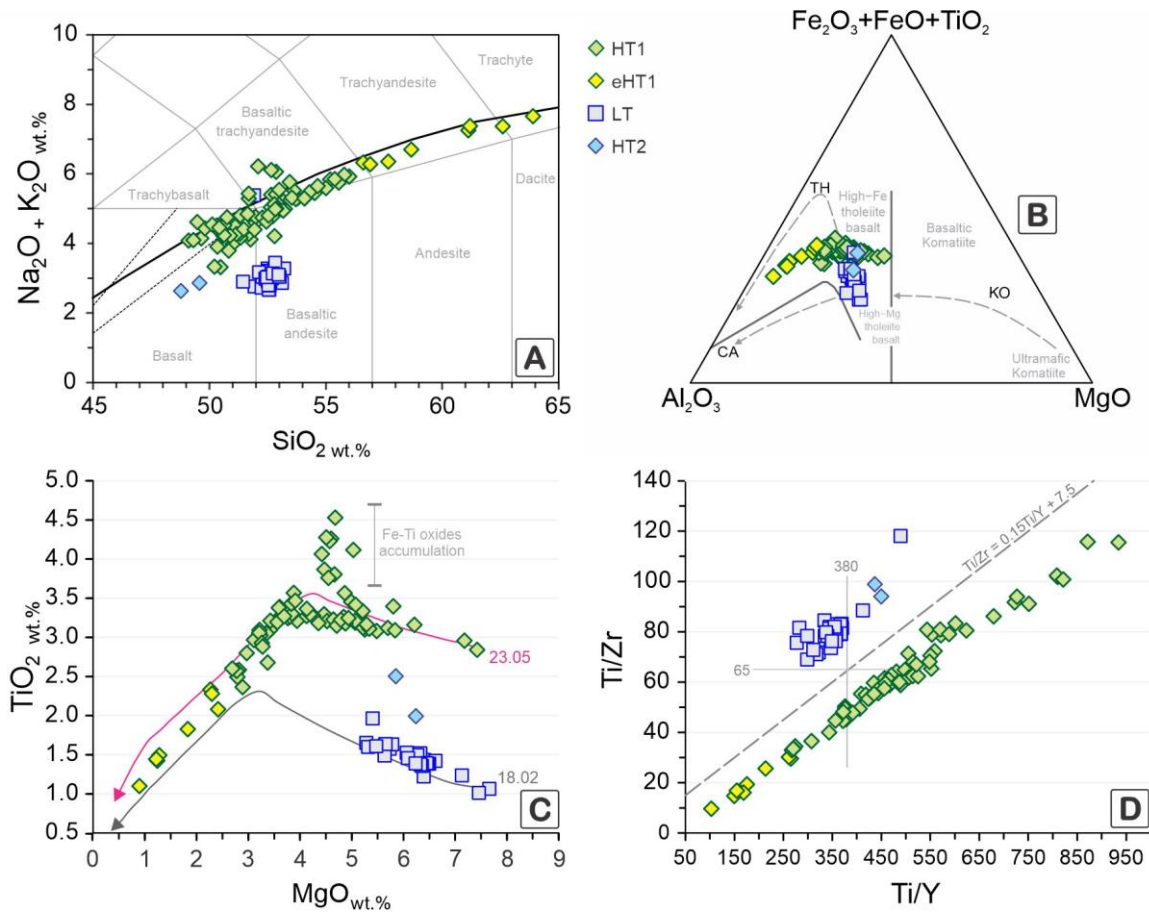 10
8
6
4
2
0
Na₂O + K₂O wt.%
Trachyte
Trachyandesite
Basaltic
trachyandesite
Trachybasalt
Dacite
Andesite
Basaltic
andesite
Basalt
A
45
50
55
60
65
SiO₂ wt.%
HT1
eHT1
LT
HT2
Fe₂O₃+FeO+TiO₂
TH
High-Fe
tholeiite
basalt
B
Basaltic
Komatiite
KO
CA
High-Mg
tholeiite
basalt
Ultramafic
Komatiite
Al₂O₃
MgO
5.0
4.5
4.0
3.5
3.0
2.5
2.0
1.5
1.0
0.5
TiO₂ wt.%
Fe-Ti oxides
accumulation
23.05
18.02
C
0 1 2 3 4 5 6 7 8 9
MgO wt.%
140
120
100
80
60
40
20
0
Ti/Zr
380
65
Ti/Zr = 0.15Ti/Y + 7.5
D
50 150 250 350 450 550 650 750 850 950
Ti/Y